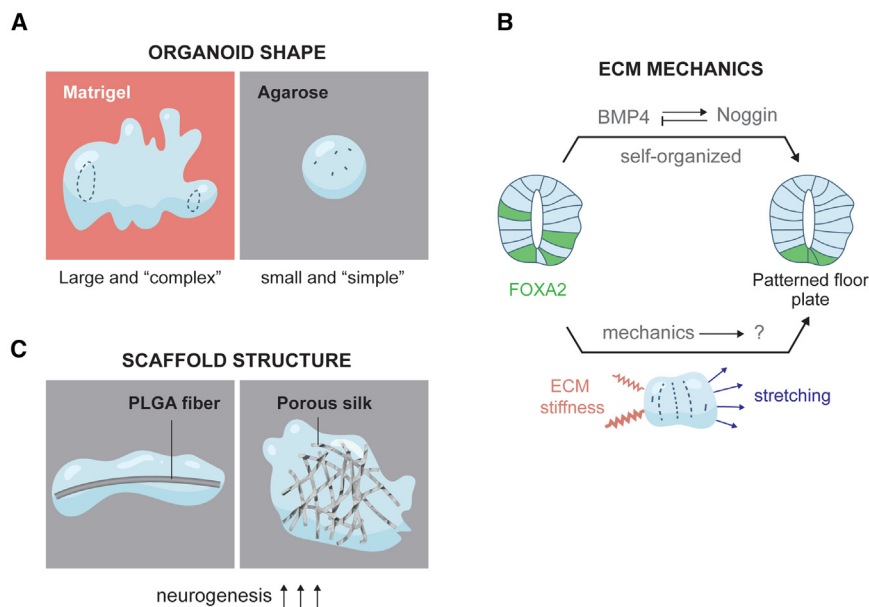 A
ORGANOID SHAPE
Matrigel
Agarose
Large and “complex”
small and “simple”
B
ECM MECHANICS
BMP4
Noggin
self-organized
FOXA2
Patterned floor
plate
mechanics
?
ECM
stiffness
stretching
C
SCAFFOLD STRUCTURE
PLGA fiber
Porous silk
neurogenesis